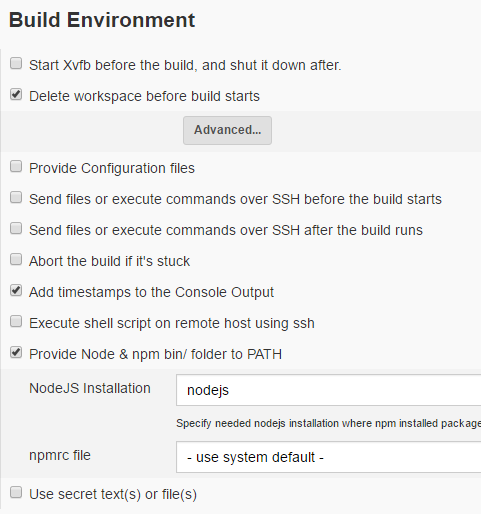 Build Environment
Start Xvfb before the build, and shut it down after.
Delete workspace before build starts
Advanced...
Provide Configuration files
Send files or execute commands over SSH before the build starts
Send files or execute commands over SSH after the build runs
Abort the build if it's stuck
Add timestamps to the Console Output
Execute shell script on remote host using ssh
Provide Node & npm bin/ folder to PATH
NodeJS Installation nodejs
Specify needed nodejs installation where npm installed package
npmrc file - use system default -
Use secret text(s) or file(s)